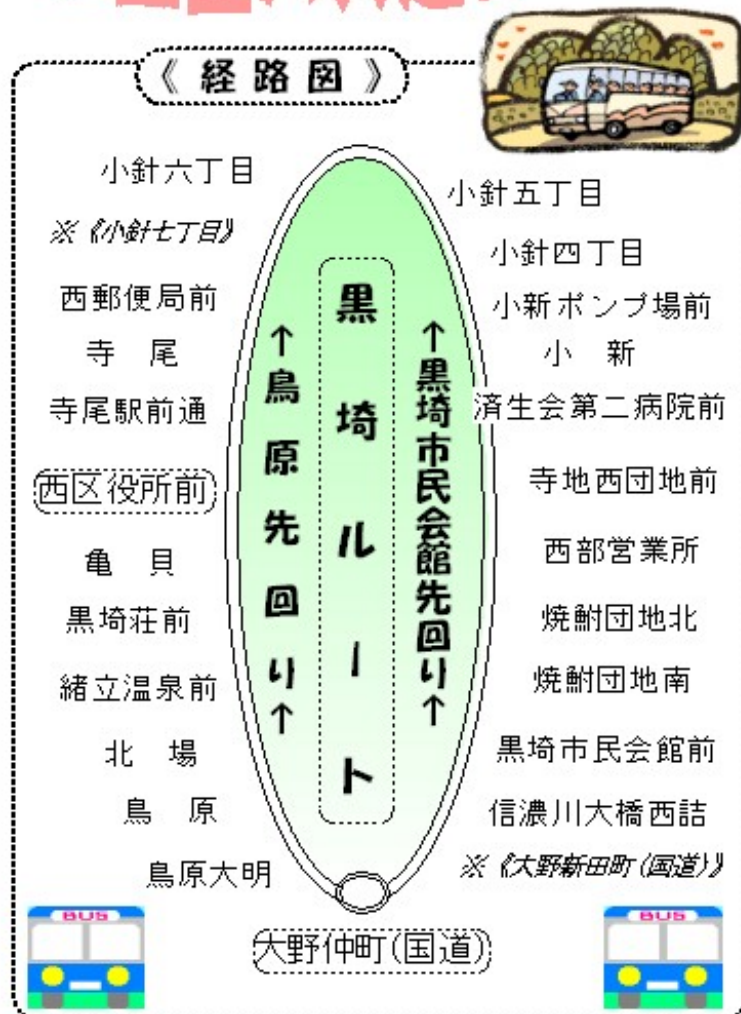 《経路図》
小針六丁目
※《小針七丁目》
西郵便局前
寺尾
寺尾駅前通
西区役所前
亀貝
黒埼荘前
緒立温泉前
北場
鳥原
鳥原大明
↑鳥原先回り↑
黒埼ルート
↑黒埼市民会館先回り↑
小針五丁目
小針四丁目
小新ポンプ場前
小新
済生会第二病院前
寺地西団地前
西部営業所
焼鮒団地北
焼鮒団地南
黒埼市民会館前
信濃川大橋西詰
※《大野新田町(国道)》
大野仲町(国道)
BUS
BUS